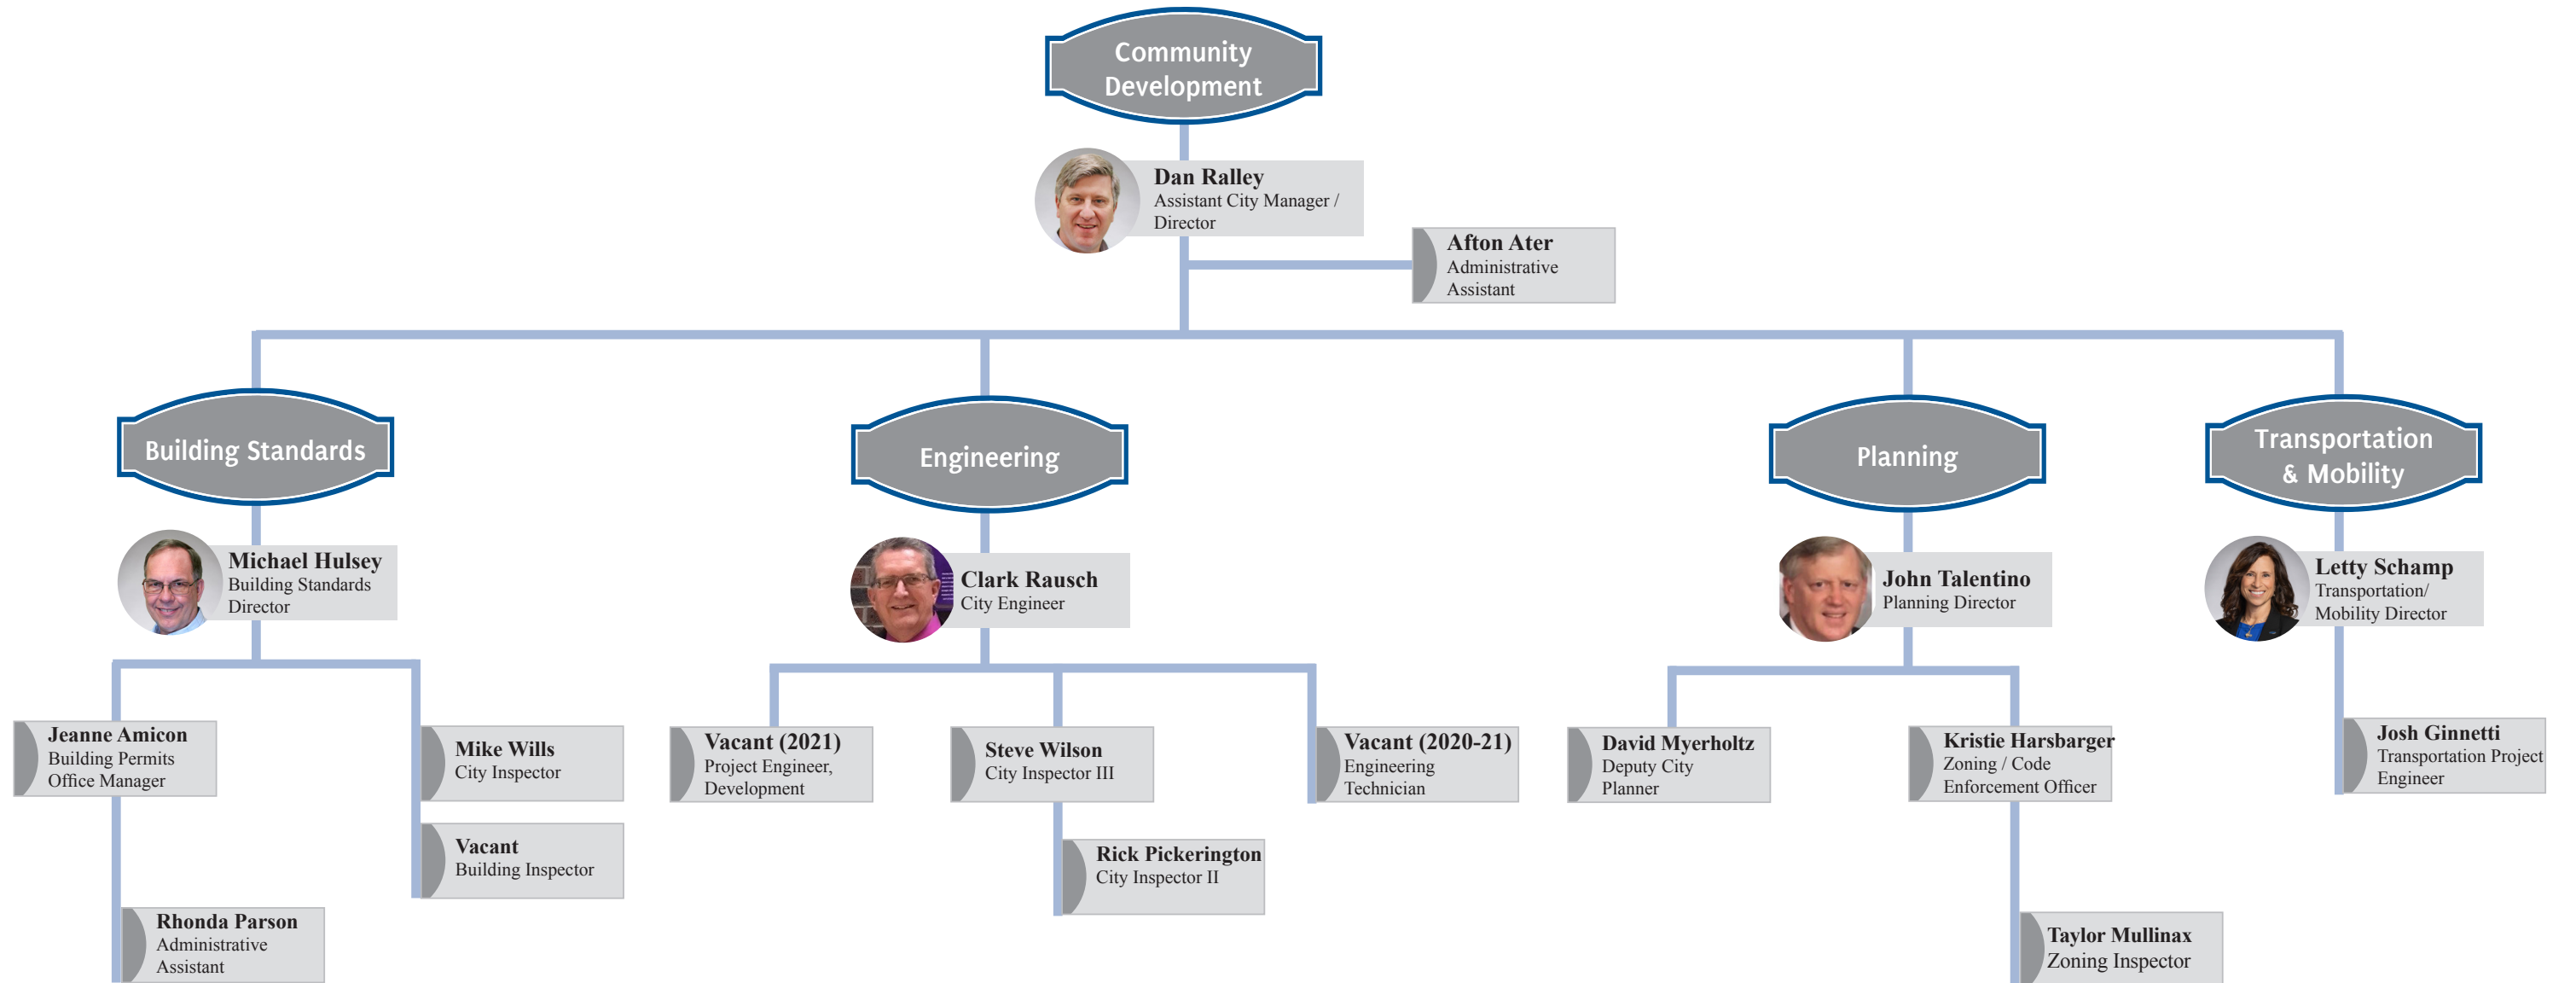 Community
Development
Dan Ralley
Assistant City Manager /
Director
Afton Ater
Administrative
Assistant
Building Standards
Engineering
Planning
Transportation
& Mobility
Michael Hulsey
Building Standards
Director
Clark Rausch
City Engineer
John Talentino
Planning Director
Letty Schamp
Transportation/
Mobility Director
Jeanne Amicon
Building Permits
Office Manager
Mike Wills
City Inspector
Vacant (2021)
Project Engineer,
Development
Steve Wilson
City Inspector III
Vacant (2020-21)
Engineering
Technician
David Myerholtz
Deputy City
Planner
Kristie Harsbarger
Zoning / Code
Enforcement Officer
Josh Ginnetti
Transportation Project
Engineer
Vacant
Building Inspector
Rick Pickerington
City Inspector II
Rhonda Parson
Administrative
Assistant
Taylor Mullinax
Zoning Inspector